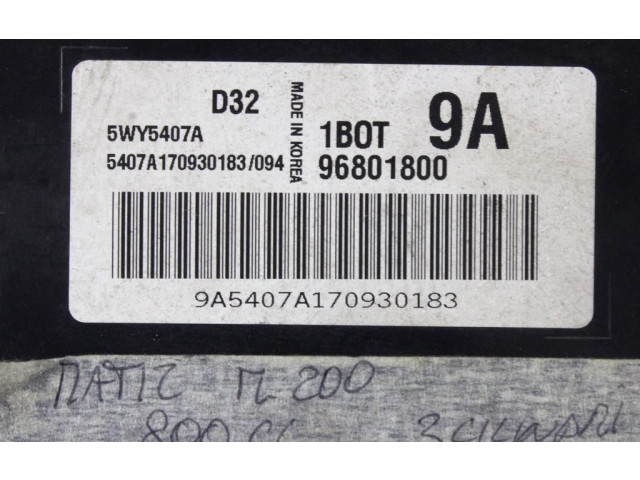 D32
5WY5407A
5407A170930183/094
MADE IN KOREA
1BOT 9A
96801800
9A5407A170930183
MATIZ M 200
800 CC